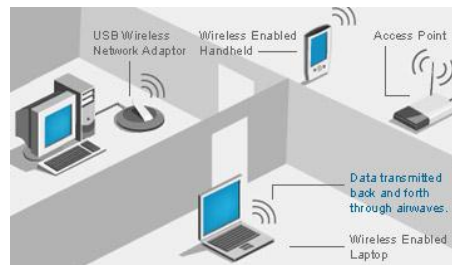 USB Wireless
Network Adaptor
Wireless Enabled
Handheld
Access Point
Data transmitted
back and forth
through airwaves.
Wireless Enabled
Laptop